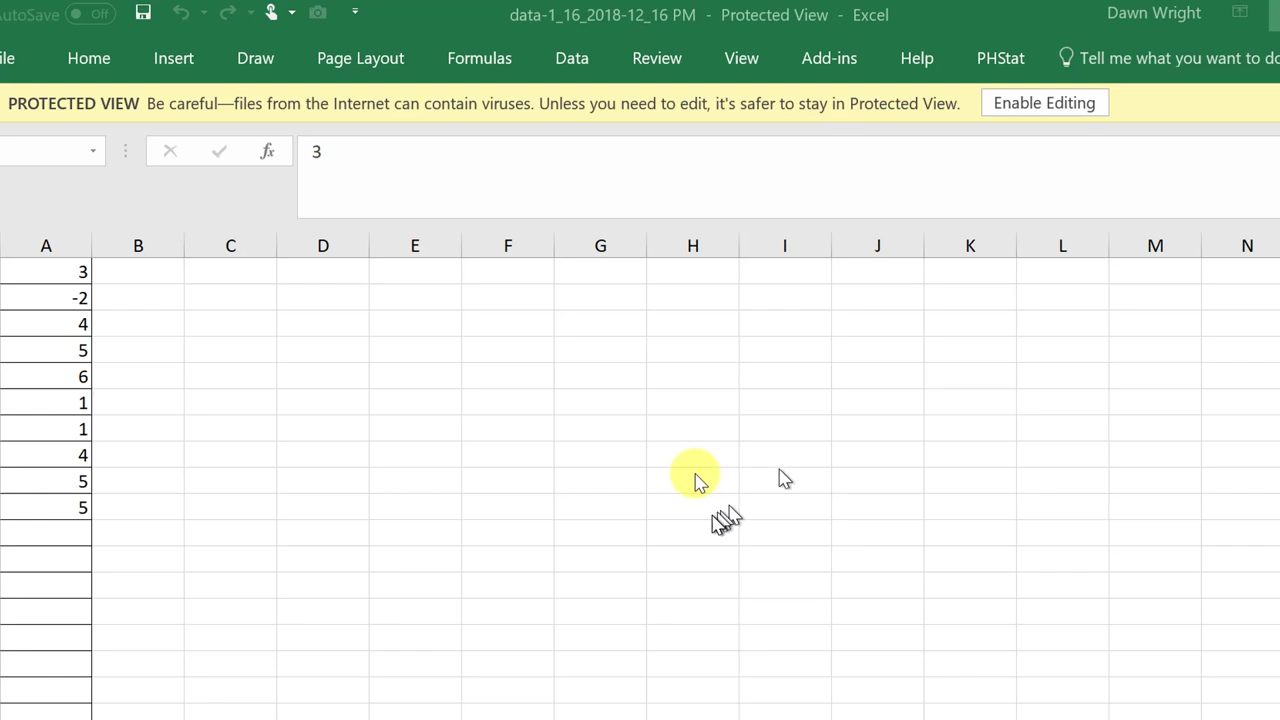 AutoSave Off data-1_16_2018-12_16 PM - Protected View - Excel Dawn Wright
ile Home Insert Draw Page Layout Formulas Data Review View Add-ins Help PHStat Tell me what you want to do
PROTECTED VIEW Be careful—files from the Internet can contain viruses. Unless you need to edit, it's safer to stay in Protected View. Enable Editing
fx 3
A B C D E F G H I J K L M N
3
-2
4
5
6
1
1
4
5
5